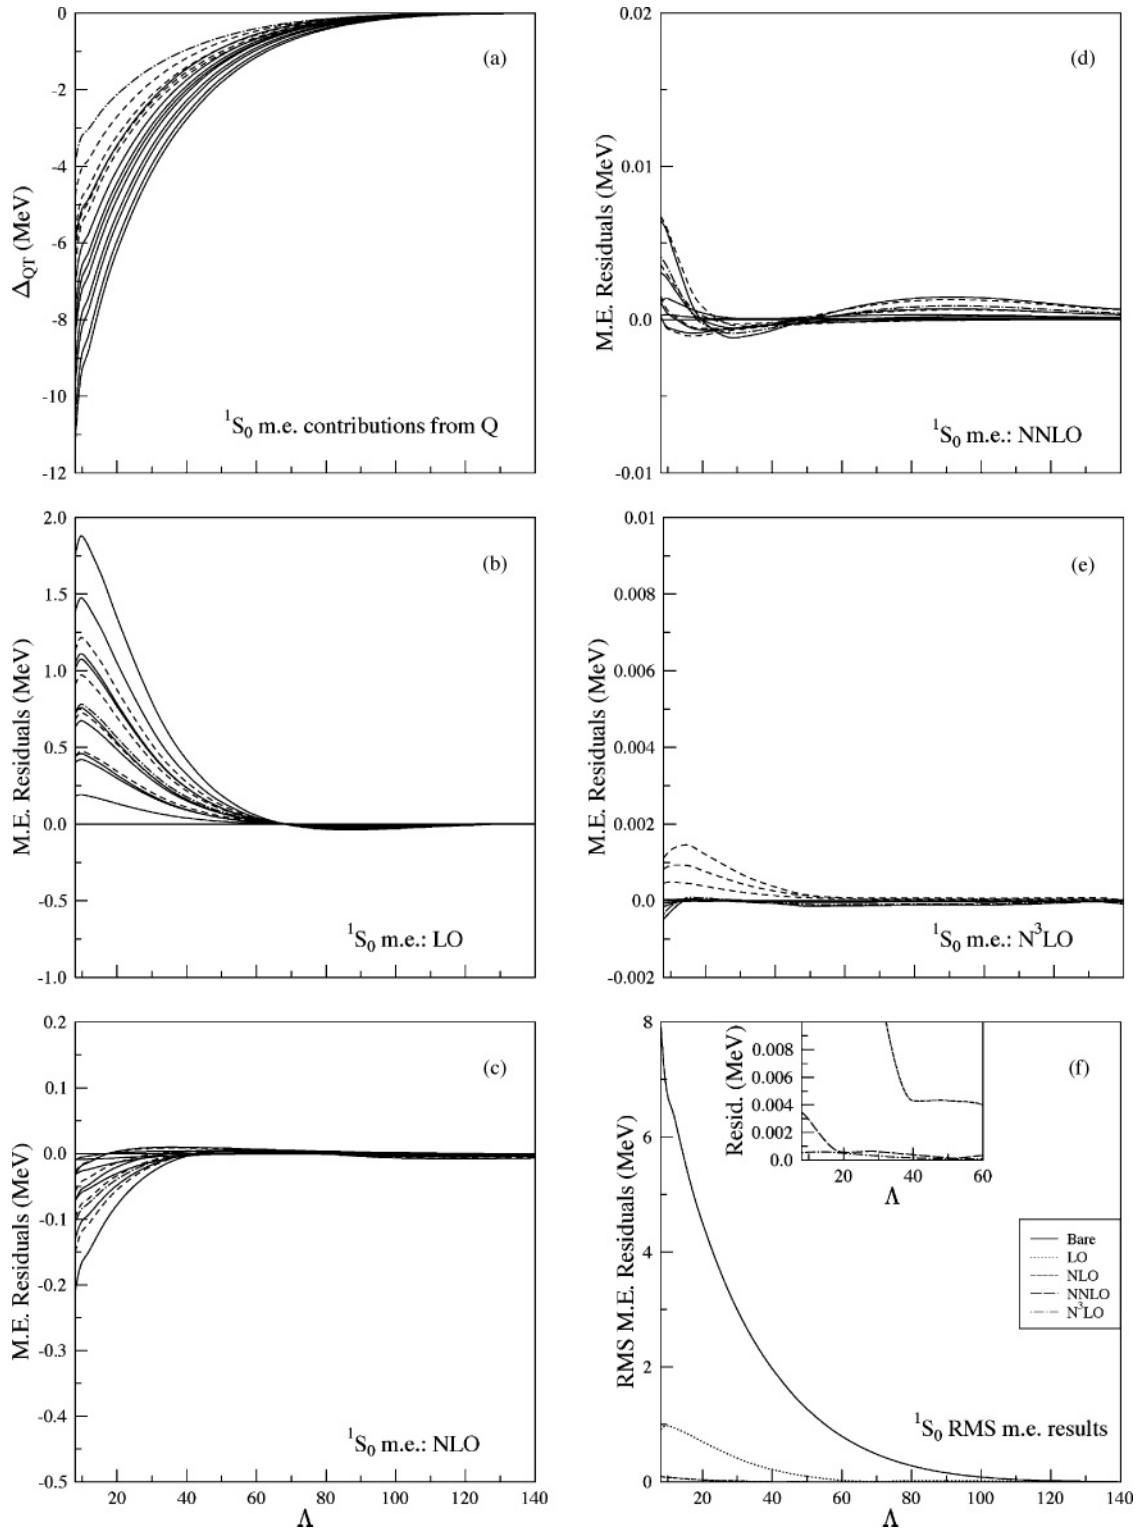 0
-2
-4
-6
-8
-10
-12
Δ_QT (MeV)
(a)
¹S₀ m.e. contributions from Q
2.0
1.5
1.0
0.5
0.0
-0.5
-1.0
M.E. Residuals (MeV)
(b)
¹S₀ m.e.: LO
0.2
0.1
0.0
-0.1
-0.2
-0.3
-0.4
-0.5
M.E. Residuals (MeV)
(c)
¹S₀ m.e.: NLO
20 40 60 80 100 120 140
Λ
0.02
0.01
0.0
-0.01
M.E. Residuals (MeV)
(d)
¹S₀ m.e.: NNLO
0.01
0.008
0.006
0.004
0.002
0.0
-0.002
M.E. Residuals (MeV)
(e)
¹S₀ m.e.: N³LO
8
6
4
2
0
RMS M.E. Residuals (MeV)
(f)
0.008
0.006
0.004
0.002
0.0
Resid. (MeV)
20 40 60
Λ
Bare
LO
NLO
NNLO
N³LO
¹S₀ RMS m.e. results
20 40 60 80 100 120 140
Λ